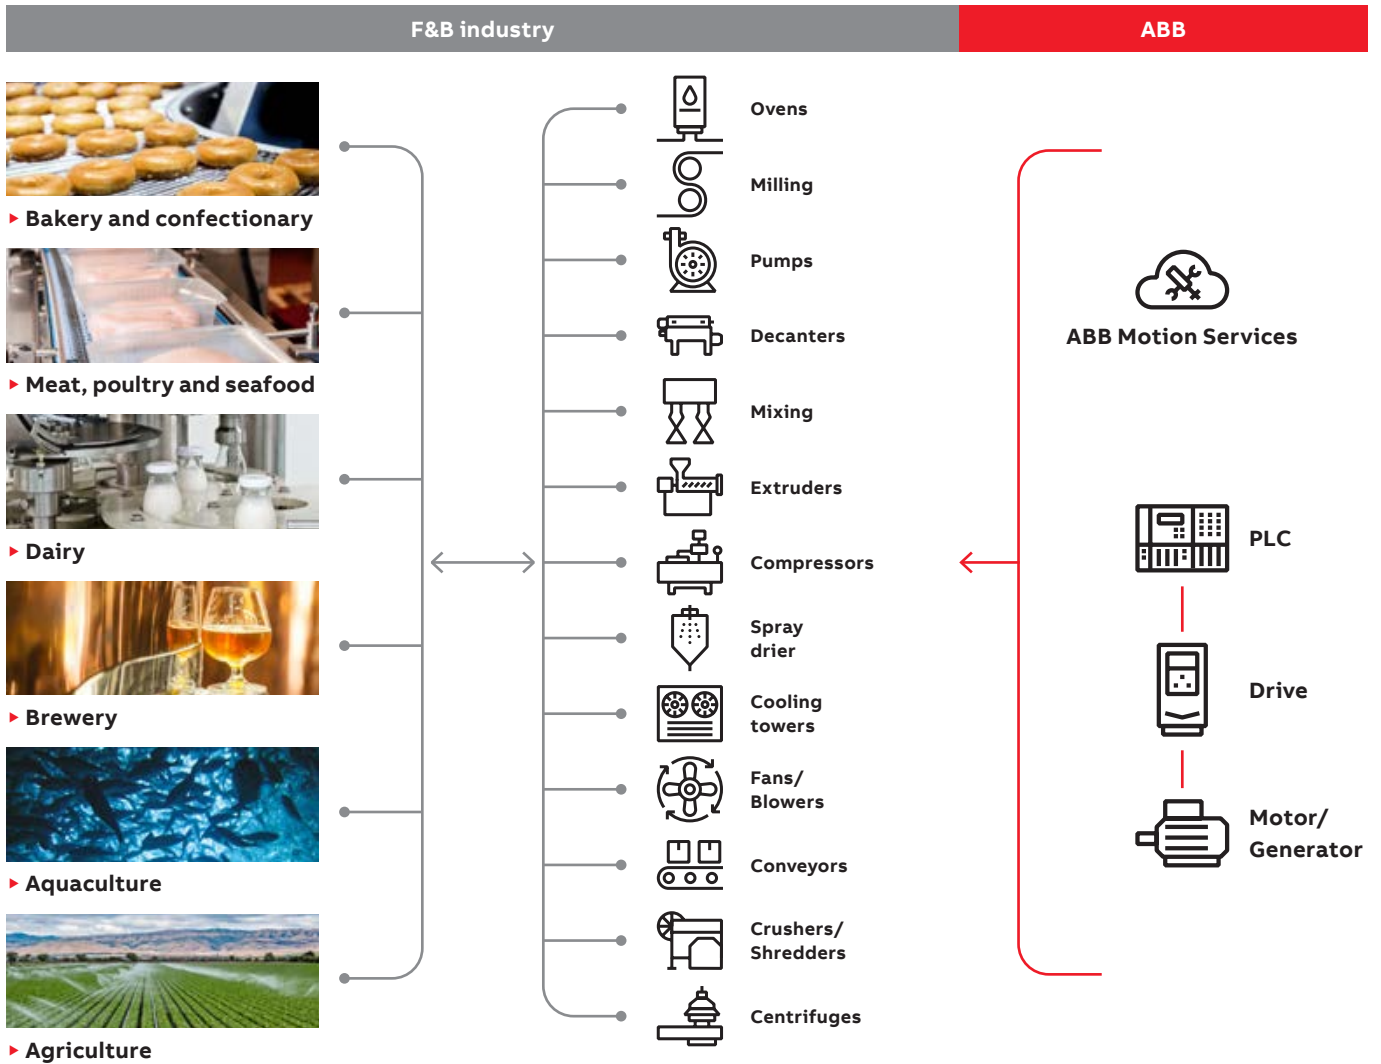 F&B industry
ABB
Bakery and confectionary
Meat, poultry and seafood
Dairy
Brewery
Aquaculture
Agriculture
Ovens
Milling
Pumps
Decanters
Mixing
Extruders
Compressors
Spray
drier
Cooling
towers
Fans/
Blowers
Conveyors
Crushers/
Shredders
Centrifuges
ABB Motion Services
PLC
Drive
Motor/
Generator